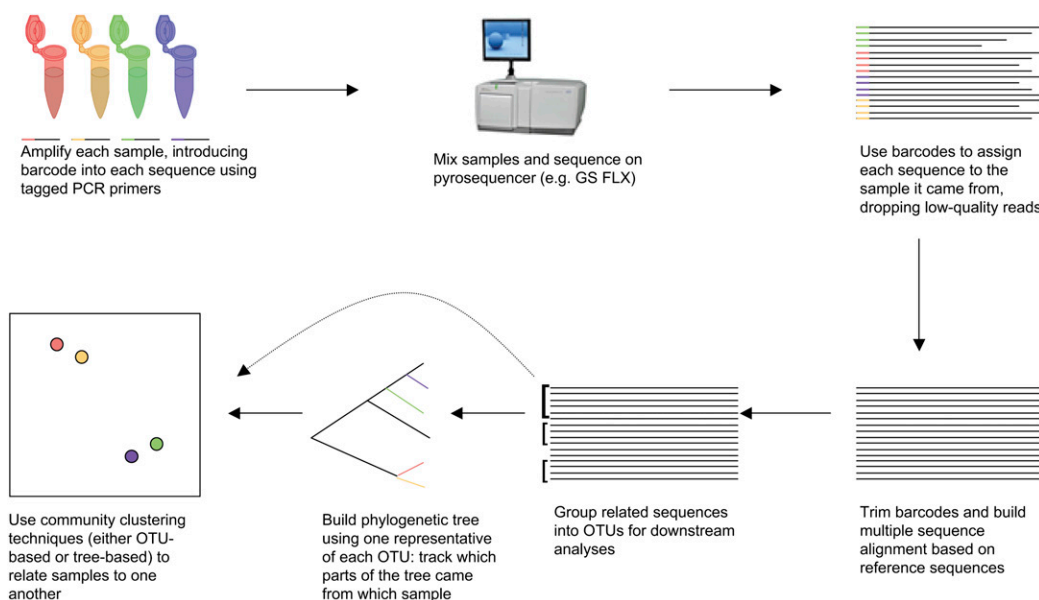 Amplify each sample, introducing
barcode into each sequence using
tagged PCR primers
Mix samples and sequence on
pyrosequencer (e.g. GS FLX)
Use barcodes to assign
each sequence to the
sample it came from,
dropping low-quality reads
Use community clustering
techniques (either OTU-
based or tree-based) to
relate samples to one
another
Build phylogenetic tree
using one representative
of each OTU: track which
parts of the tree came
from which sample
Group related sequences
into OTUs for downstream
analyses
Trim barcodes and build
multiple sequence
alignment based on
reference sequences